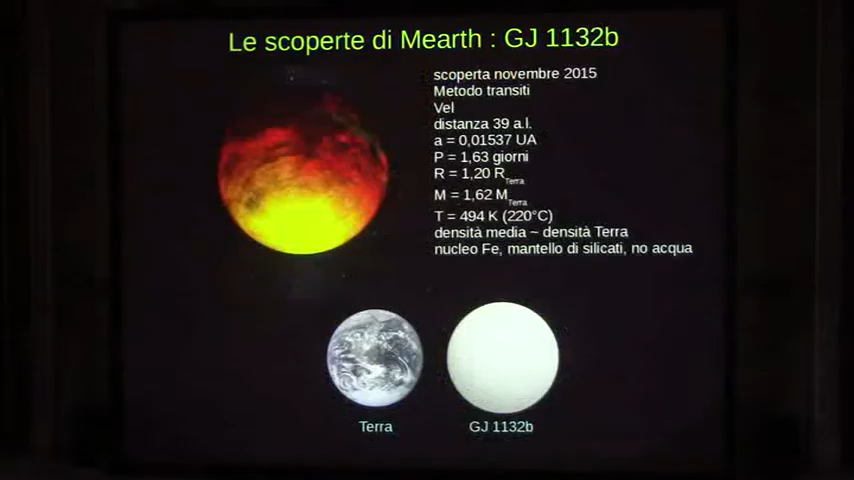 Le scoperte di Mearth : GJ 1132b
scoperta novembre 2015
Metodo transiti
Vel
distanza 39 a.l.
a = 0,01537 UA
P = 1,63 giorni
R = 1,20 R Terra
M = 1,62 M Terra
T = 494 K (220°C)
densità media ~ densità Terra
nucleo Fe, mantello di silicati, no acqua
Terra
GJ 1132b